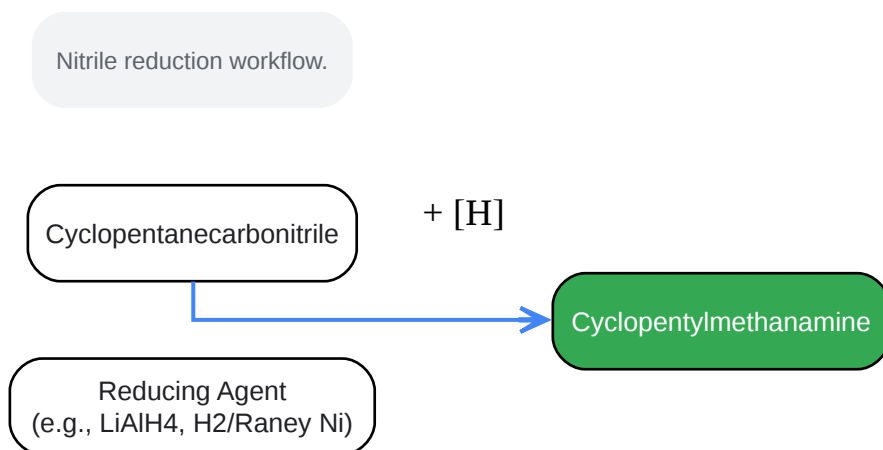 Nitrile reduction workflow.
Cyclopentanecarbonitrile
+ [H]
Cyclopentylmethanamine
Reducing Agent
(e.g., LiAlH4, H2/Raney Ni)